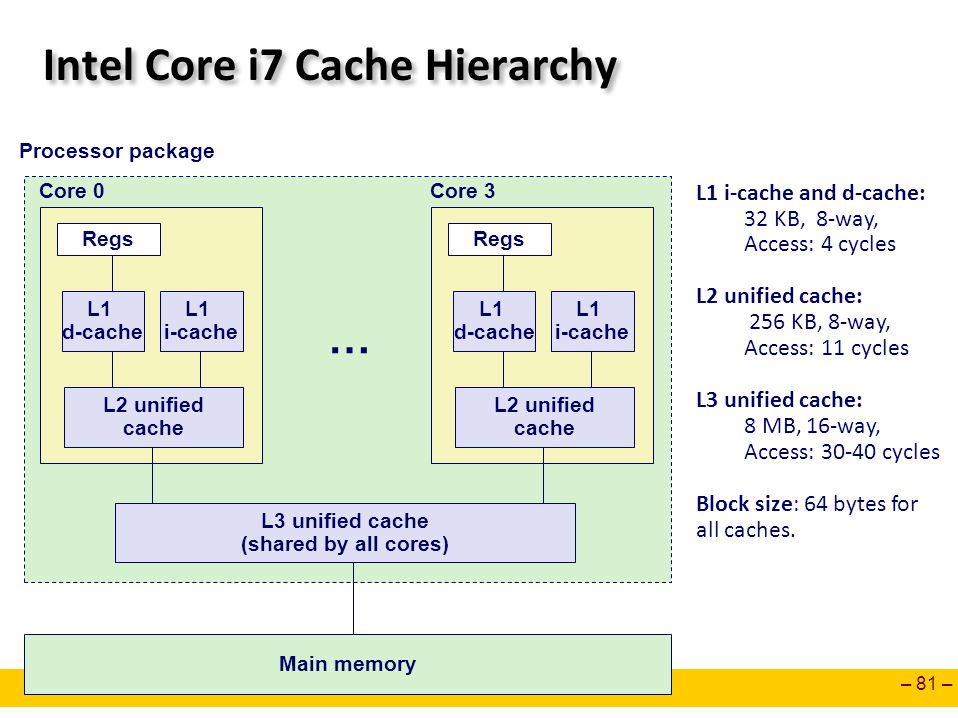 Intel Core i7 Cache Hierarchy
Processor package
Core 0
Regs
L1
d-cache
L1
i-cache
L2 unified
cache
...
Core 3
Regs
L1
d-cache
L1
i-cache
L2 unified
cache
L3 unified cache
(shared by all cores)
Main memory
L1 i-cache and d-cache:
32 KB, 8-way,
Access: 4 cycles
L2 unified cache:
256 KB, 8-way,
Access: 11 cycles
L3 unified cache:
8 MB, 16-way,
Access: 30-40 cycles
Block size: 64 bytes for
all caches.
– 81 –